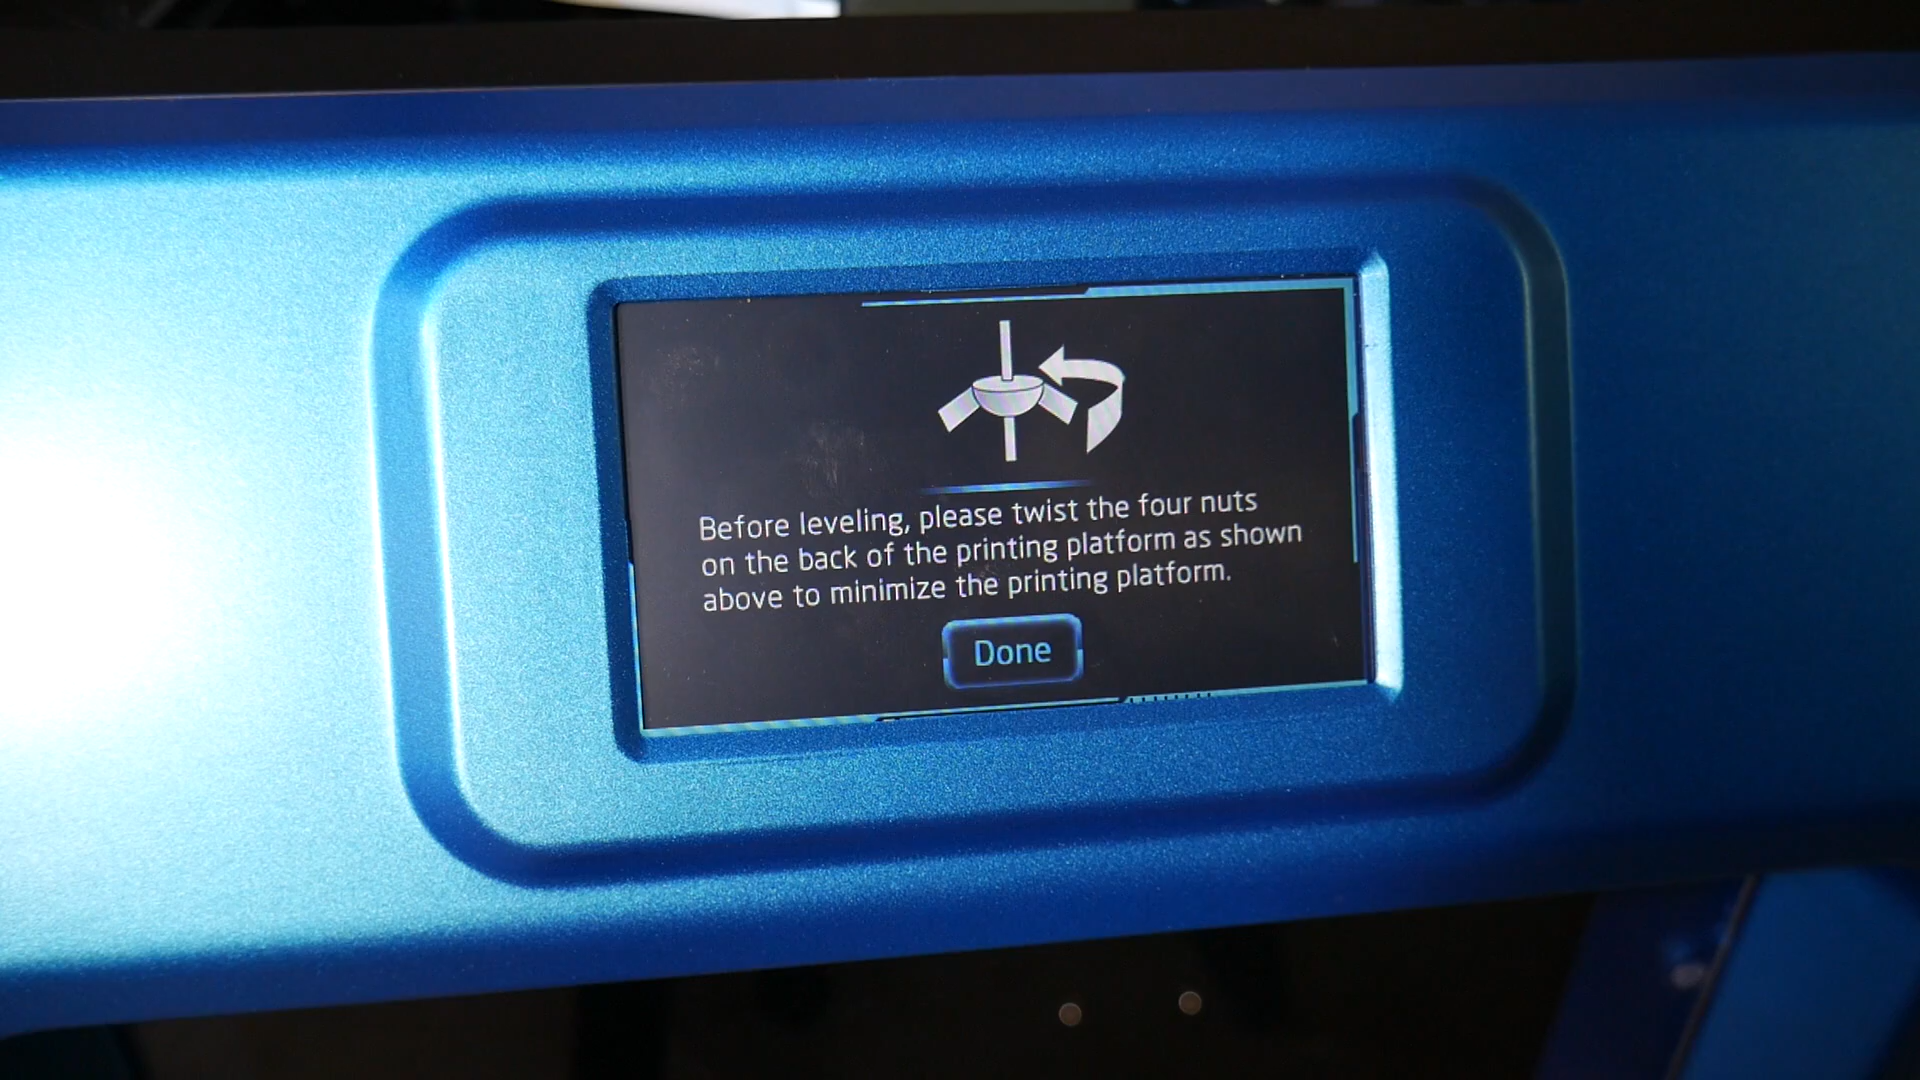 Before leveling, please twist the four nuts
on the back of the printing platform as shown
above to minimize the printing platform.
Done